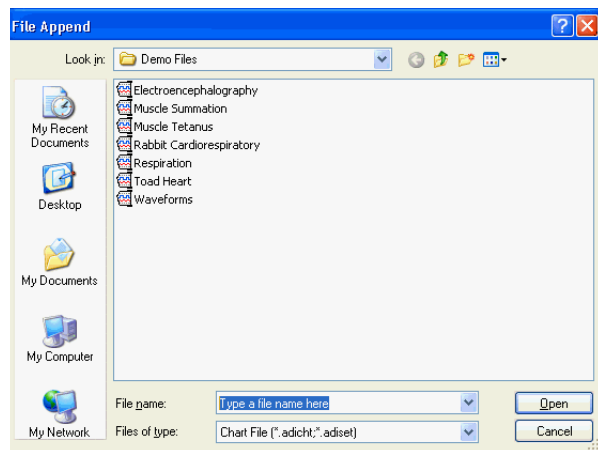 File Append
Look in: Demo Files
Electroencephalography
Muscle Summation
Muscle Tetanus
Rabbit Cardiorespiratory
Respiration
Toad Heart
Waveforms
My Recent
Documents
Desktop
My Documents
My Computer
My Network
File name: Type a file name here
Open
Files of type: Chart File (*.adicht;*.adiset)
Cancel